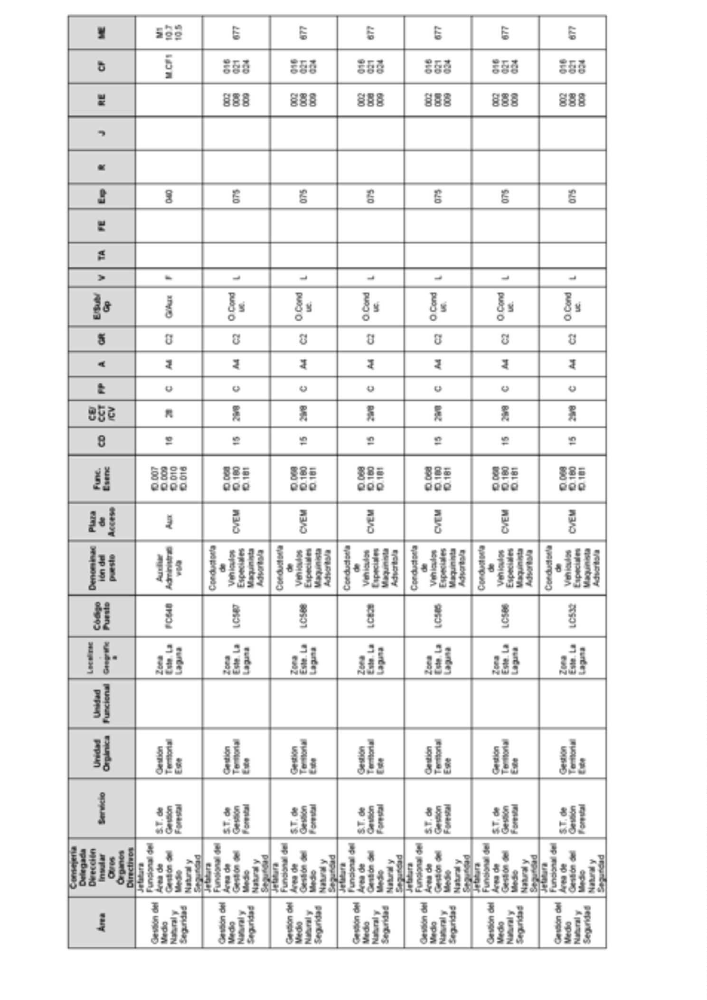 Área
Consejería
Delegada
Dirección
Insular
Otros
Órganos
Directivos
Servicio
Unidad
Orgánica
Unidad
Funcional
Localizac
.
Geográfic
a
Código
Puesto
Denominac
ión del
puesto
Plaza
de
Acceso
Func.
Esenc
CD
CE/
CCT
/CV
FP
A
GR
E/Sub/
Gp
V
TA
FE
Exp
R
J
RE
CF
ME
Gestión del
Medio
Natural y
Seguridad
Jefatura
Funcional del
Área de
Gestión del
Medio
Natural y
Seguridad
S.T. de
Gestión
Forestal
Gestión
Territorial
Este
Zona
Este. La
Laguna
FC648
Auxiliar
Administrati
vo/a
Aux
fD.007
fD.009
fD.010
fD.016
16
28
C
A4
C2
G/Aux
F
040
M.CF1
M1
10.7
10.5
Gestión del
Medio
Natural y
Seguridad
Jefatura
Funcional del
Área de
Gestión del
Medio
Natural y
Seguridad
S.T. de
Gestión
Forestal
Gestión
Territorial
Este
Zona
Este. La
Laguna
LC587
Conductor/a
de
Vehículos
Especiales
Maquinista
Adscrito/a
CVEM
fD.068
fD.180
fD.181
15
29/8
C
A4
C2
O.Cond
uc.
L
075
002
008
009
016
021
024
677
Gestión del
Medio
Natural y
Seguridad
Jefatura
Funcional del
Área de
Gestión del
Medio
Natural y
Seguridad
S.T. de
Gestión
Forestal
Gestión
Territorial
Este
Zona
Este. La
Laguna
LC588
Conductor/a
de
Vehículos
Especiales
Maquinista
Adscrito/a
CVEM
fD.068
fD.180
fD.181
15
29/8
C
A4
C2
O.Cond
uc.
L
075
002
008
009
016
021
024
677
Gestión del
Medio
Natural y
Seguridad
Jefatura
Funcional del
Área de
Gestión del
Medio
Natural y
Seguridad
S.T. de
Gestión
Forestal
Gestión
Territorial
Este
Zona
Este. La
Laguna
LC828
Conductor/a
de
Vehículos
Especiales
Maquinista
Adscrito/a
CVEM
fD.068
fD.180
fD.181
15
29/8
C
A4
C2
O.Cond
uc.
L
075
002
008
009
016
021
024
677
Gestión del
Medio
Natural y
Seguridad
Jefatura
Funcional del
Área de
Gestión del
Medio
Natural y
Seguridad
S.T. de
Gestión
Forestal
Gestión
Territorial
Este
Zona
Este. La
Laguna
LC585
Conductor/a
de
Vehículos
Especiales
Maquinista
Adscrito/a
CVEM
fD.068
fD.180
fD.181
15
29/8
C
A4
C2
O.Cond
uc.
L
075
002
008
009
016
021
024
677
Gestión del
Medio
Natural y
Seguridad
Jefatura
Funcional del
Área de
Gestión del
Medio
Natural y
Seguridad
S.T. de
Gestión
Forestal
Gestión
Territorial
Este
Zona
Este. La
Laguna
LC586
Conductor/a
de
Vehículos
Especiales
Maquinista
Adscrito/a
CVEM
fD.068
fD.180
fD.181
15
29/8
C
A4
C2
O.Cond
uc.
L
075
002
008
009
016
021
024
677
Gestión del
Medio
Natural y
Seguridad
Jefatura
Funcional del
Área de
Gestión del
Medio
Natural y
Seguridad
S.T. de
Gestión
Forestal
Gestión
Territorial
Este
Zona
Este. La
Laguna
LC532
Conductor/a
de
Vehículos
Especiales
Maquinista
Adscrito/a
CVEM
fD.068
fD.180
fD.181
15
29/8
C
A4
C2
O.Cond
uc.
L
075
002
008
009
016
021
024
677